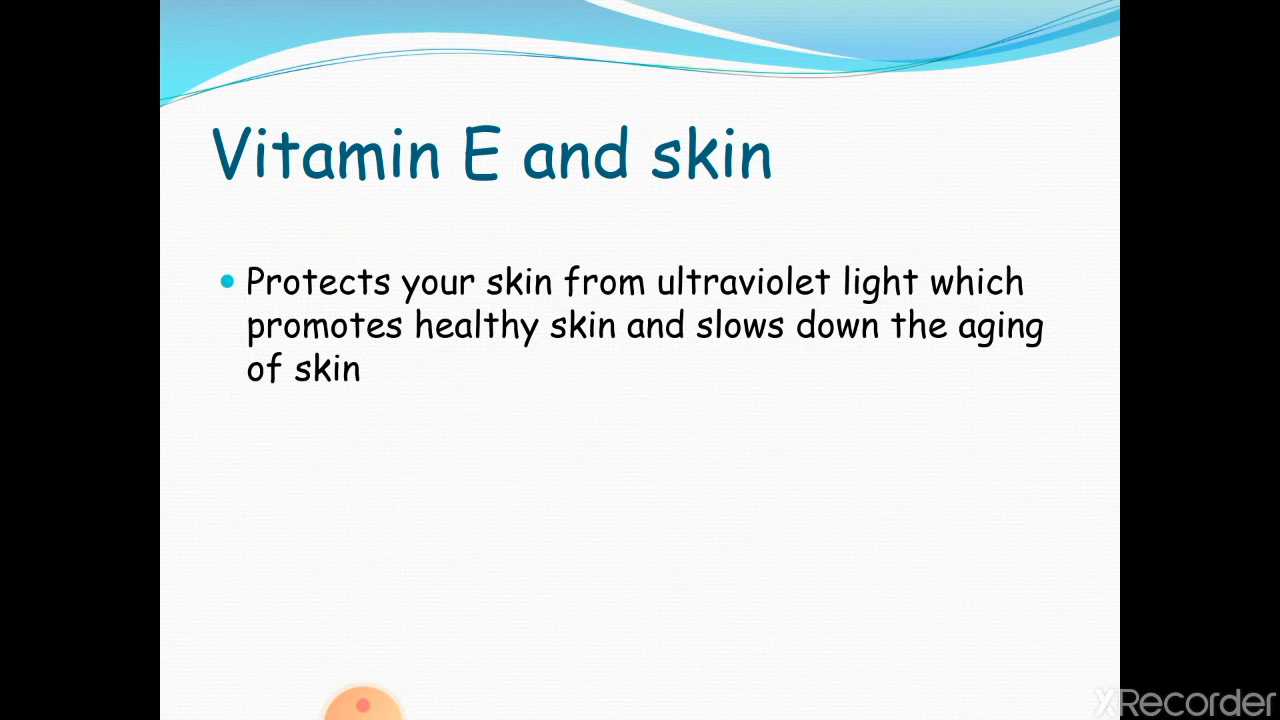 Vitamin E and skin
Protects your skin from ultraviolet light which
promotes healthy skin and slows down the aging
of skin
XRecorder